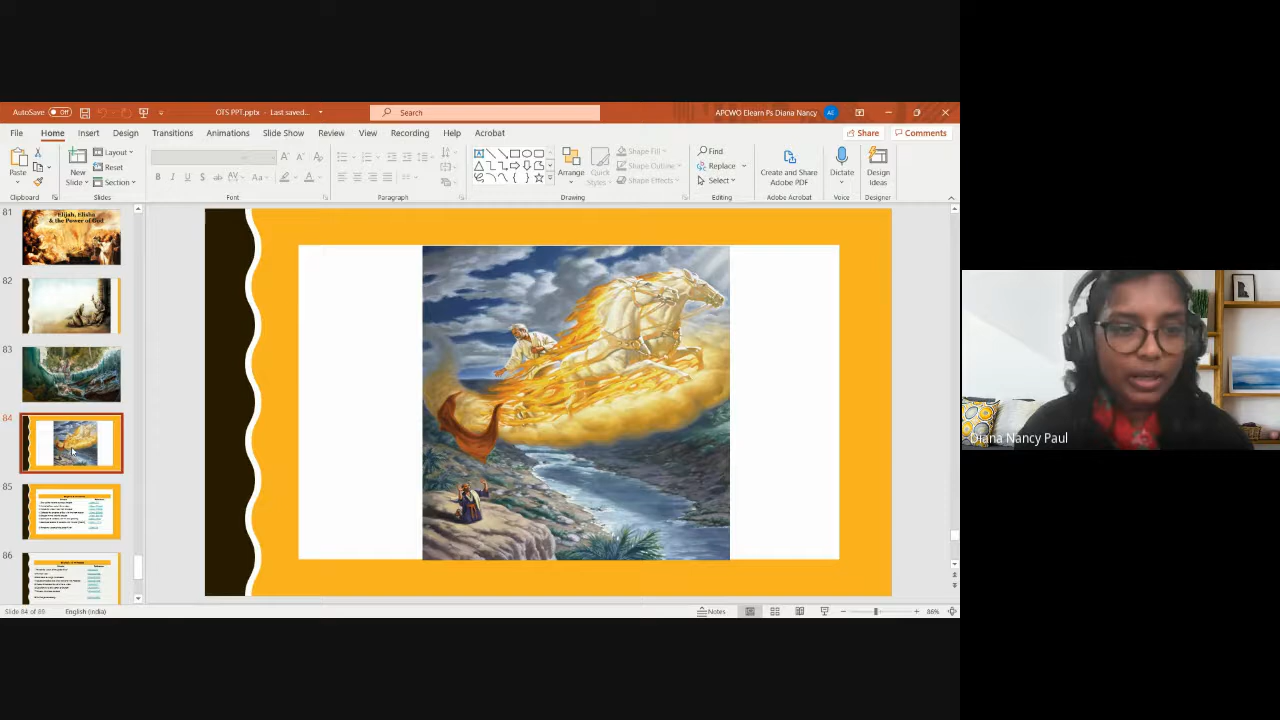 AutoSave Off OTS PPT.pptx - Last saved... Search APCWO Elearn Ps Diana Nancy AE
File Home Insert Design Transitions Animations Slide Show Review View Recording Help Acrobat Share Comments
Paste
New
Slide
Layout
Reset
Section
Arrange
Quick
Styles
Shape Fill
Shape Outline
Shape Effects
Find
Replace
Select
Create and Share
Adobe PDF
Dictate
Design
Ideas
Clipboard Slides Font Paragraph Drawing Editing Adobe Acrobat Voice Designer
81
Elijah, Elisha
& the Power of God
82
83
84
85
86
Diana Nancy Paul
Slide 84 of 89 English (India) Notes 86%